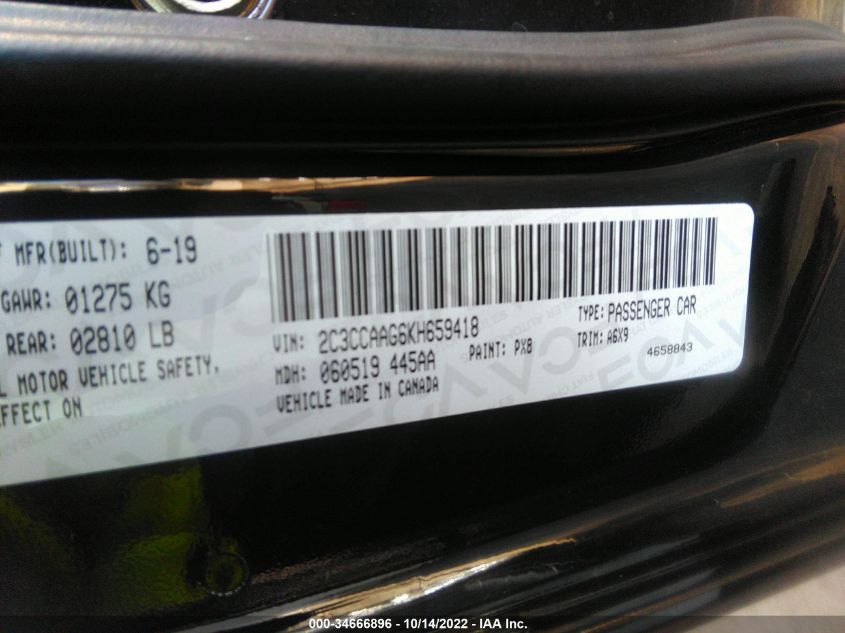 MFR(BUILT): 6-19
GAWR: 01275 KG
REAR: 02810 LB
MOTOR VEHICLE SAFETY,
EFFECT ON
VIN: 2C3CCAAG6KH659418
TYPE: PASSENGER CAR
MDH: 060519 445AA
PAINT: PX8
TRIM: A6X9
VEHICLE MADE IN CANADA
4658843
000-34666896 - 10/14/2022 - IAA Inc.